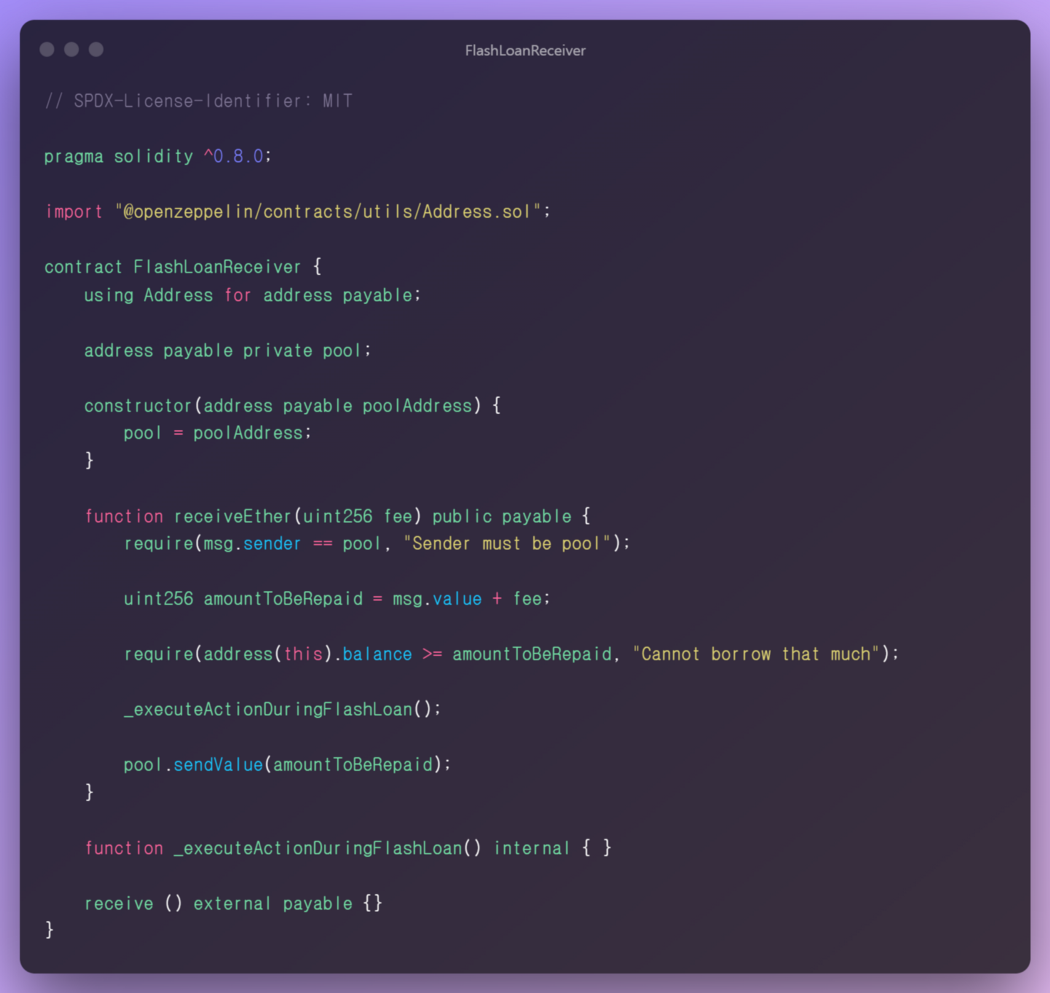 FlashLoanReceiver
// SPDX-License-Identifier: MIT
pragma solidity ^0.8.0;
import "@openzeppelin/contracts/utils/Address.sol";
contract FlashLoanReceiver {
    using Address for address payable;
    address payable private pool;
    constructor(address payable poolAddress) {
        pool = poolAddress;
    }
    function receiveEther(uint256 fee) public payable {
        require(msg.sender == pool, "Sender must be pool");
        uint256 amountToBeRepaid = msg.value + fee;
        require(address(this).balance >= amountToBeRepaid, "Cannot borrow that much");
        _executeActionDuringFlashLoan();
        pool.sendValue(amountToBeRepaid);
    }
    function _executeActionDuringFlashLoan() internal { }
    receive () external payable {}
}